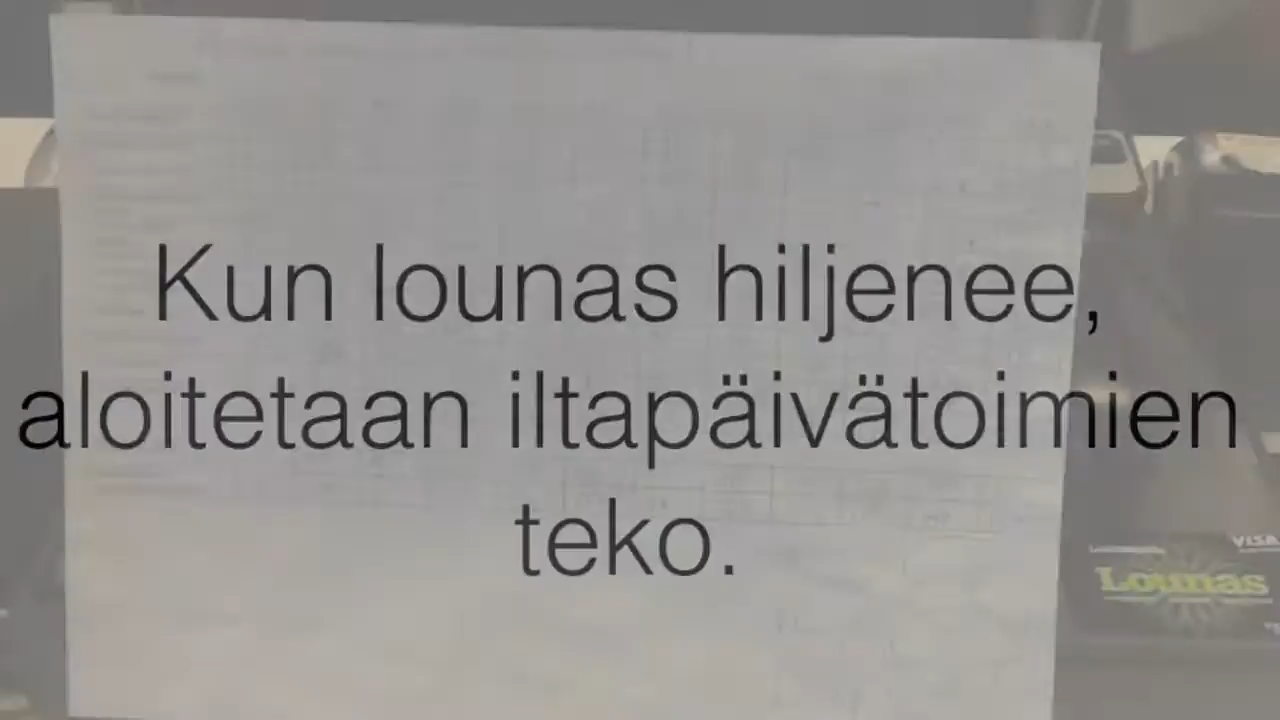 Kun lounas hiljenee,
aloitetaan iltapäivätoimien
teko.
VISA
Lounas